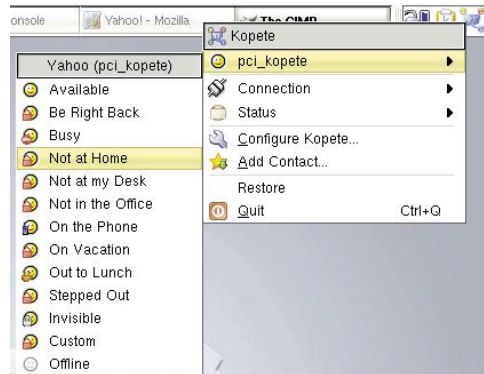 onsole
Yahoo! - Mozilla
The GIMP
Kopete
pci_kopete
Connection
Status
Configure Kopete...
Add Contact...
Restore
Quit Ctrl+Q
Yahoo (pci_kopete)
Available
Be Right Back
Busy
Not at Home
Not at my Desk
Not in the Office
On the Phone
On Vacation
Out to Lunch
Stepped Out
Invisible
Custom
Offline